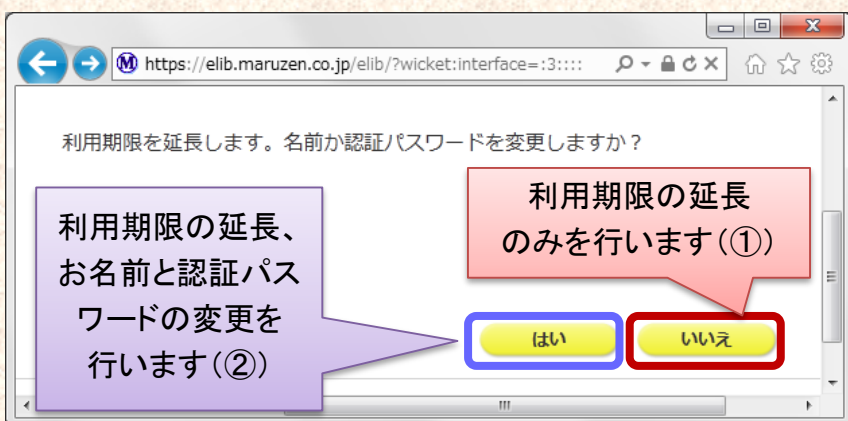 https://elib.maruzen.co.jp/elib/?wicket:interface=:3::::
利用期限を延長します。名前か認証パスワードを変更しますか？
利用期限の延長、
お名前と認証パス
ワードの変更を
行います(②)
利用期限の延長
のみを行います(①)
はい
いいえ